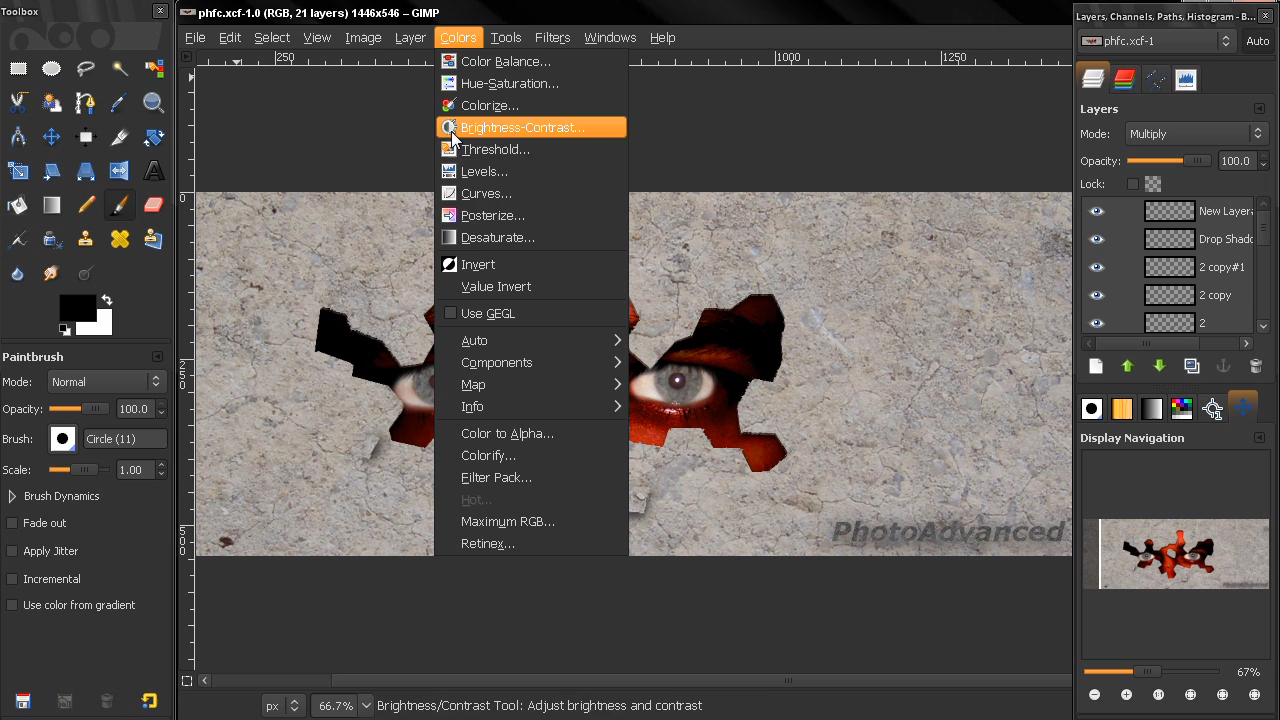 Toolbox
phfc.xcf-1.0 (RGB, 21 layers) 1446x546 – GIMP
Layers, Channels, Paths, Histogram - B...
File Edit Select View Image Layer Colors Tools Filters Windows Help
phfc.xcf-1 Auto
250 1000 1250
Color Balance...
Hue-Saturation...
Colorize...
Brightness-Contrast...
Threshold...
Levels...
Curves...
Posterize...
Desaturate...
Invert
Value Invert
Use GEGL
Auto
Components
Map
Info
Color to Alpha...
Colorify...
Filter Pack...
Hot...
Maximum RGB...
Retinex...
Layers
Mode: Multiply
Opacity: 100.0
Lock:
New Layer
Drop Shado
2 copy#1
2 copy
2
Display Navigation
67%
Paintbrush
Mode: Normal
Opacity: 100.0
Brush: Circle (11)
Scale: 1.00
Brush Dynamics
Fade out
Apply Jitter
Incremental
Use color from gradient
0
250
500
PhotoAdvanced
px 66.7% Brightness/Contrast Tool: Adjust brightness and contrast